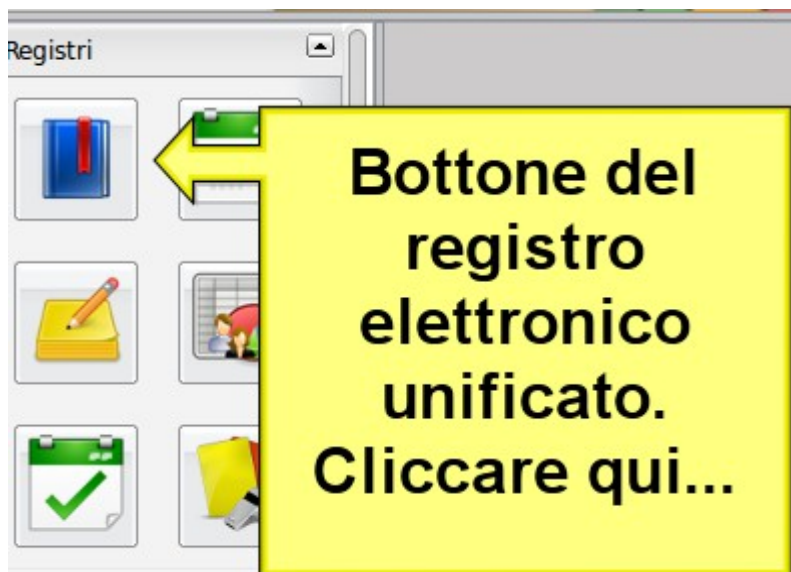 Registri
Bottone del
registro
elettronico
unificato.
Cliccare qui...